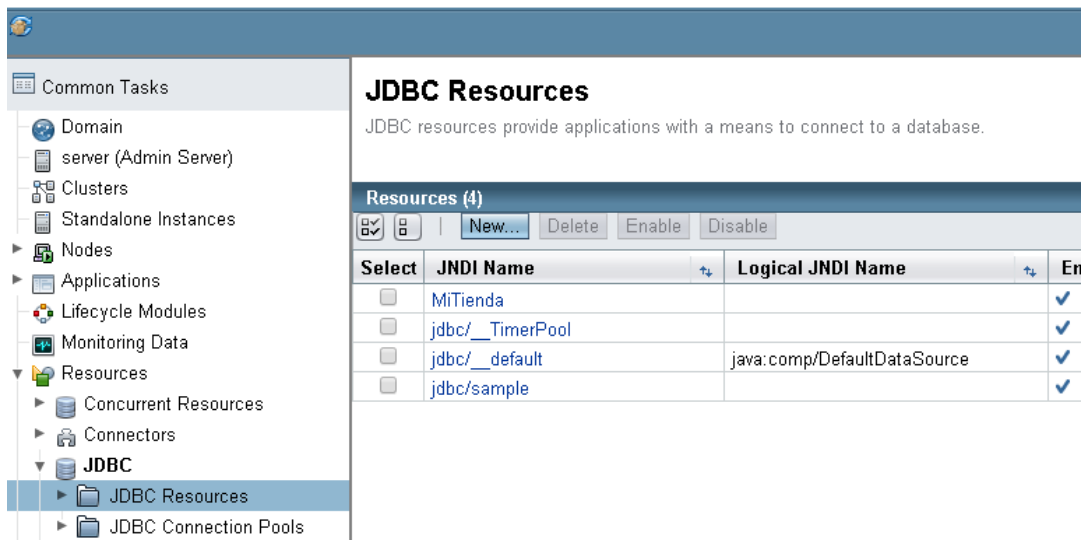 Common Tasks
Domain
server (Admin Server)
Clusters
Standalone Instances
Nodes
Applications
Lifecycle Modules
Monitoring Data
Resources
Concurrent Resources
Connectors
JDBC
JDBC Resources
JDBC Connection Pools
JDBC Resources
JDBC resources provide applications with a means to connect to a database.
Resources (4)
New... Delete Enable Disable
Select JNDI Name Logical JNDI Name En
MiTienda
jdbc/__TimerPool
jdbc/__default java:comp/DefaultDataSource
jdbc/sample